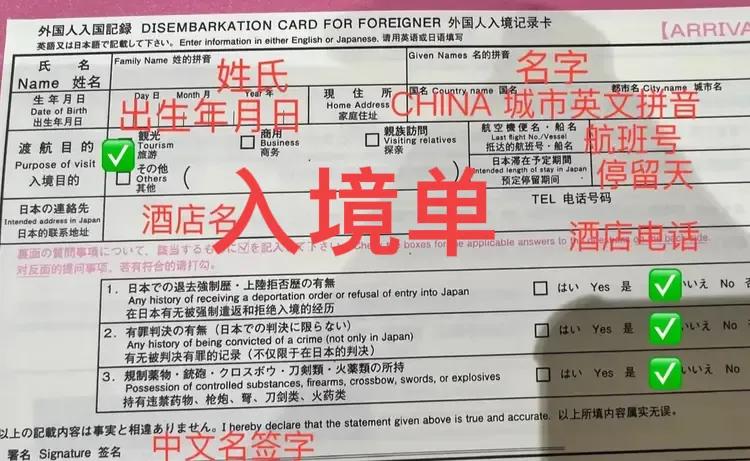 外国人入国記録 DISEMBARKATION CARD FOR FOREIGNER 外国人入境记录卡
英語又は日本語で記載して下さい。Enter information in either English or Japanese. 请用英语或日语填写。
【ARRIVA
氏 名
Name 姓名
Family Name 姓的拼音
姓氏
Given Names 名的拼音
名字
生年月日
Date of Birth
出生年月日
Day 日 Month 月 Year 年
出生年月日
現住所
Home Address
家庭住址
国名 Country name 国名
都市名 City name 城市名
CHINA 城市英文拼音
渡航目的
Purpose of visit
入境目的
✅
観光
Tourism
旅游
商用
Business
商务
親族訪問
Visiting relatives
探亲
その他
Others
其他
( )
航空機便名・船名
Last flight No./Vessel
抵达的航班号・船名
航班号
日本滞在予定期間
Intended length of stay in Japan
预定停留期间
停留天
日本の連絡先
Intended address in Japan
日本的联系地址
酒店名
TEL 电话号码
酒店电话
入境单
裏面の質問事項について、該当するものに☑を記入して下さい。Check the boxes for the applicable answers to the
对反面的提问事项，若有符合的请打勾。
1. 日本での退去強制歴・上陸拒否歴の有無
Any history of receiving a deportation order or refusal of entry into Japan
在日本有无被强制遣返和拒绝入境的经历
はい Yes 是 ✅ いいえ No 否
2. 有罪判決の有無（日本での判決に限らない）
Any history of being convicted of a crime (not only in Japan)
有无被判决有罪的记录（不仅限于在日本的判决）
はい Yes 是 ✅ いいえ No 否
3. 規制薬物・銃砲・クロスボウ・刀剣類・火薬類の所持
Possession of controlled substances, firearms, crossbow, swords, or explosives
持有违禁药物、枪炮、弩、刀剑类、火药类
はい Yes 是 ✅ いいえ No
以上の記載内容は事実と相違ありません。I hereby declare that the statement given above is true and accurate. 以上所填内容属实无误。
署名 Signature 签名
中文名签字